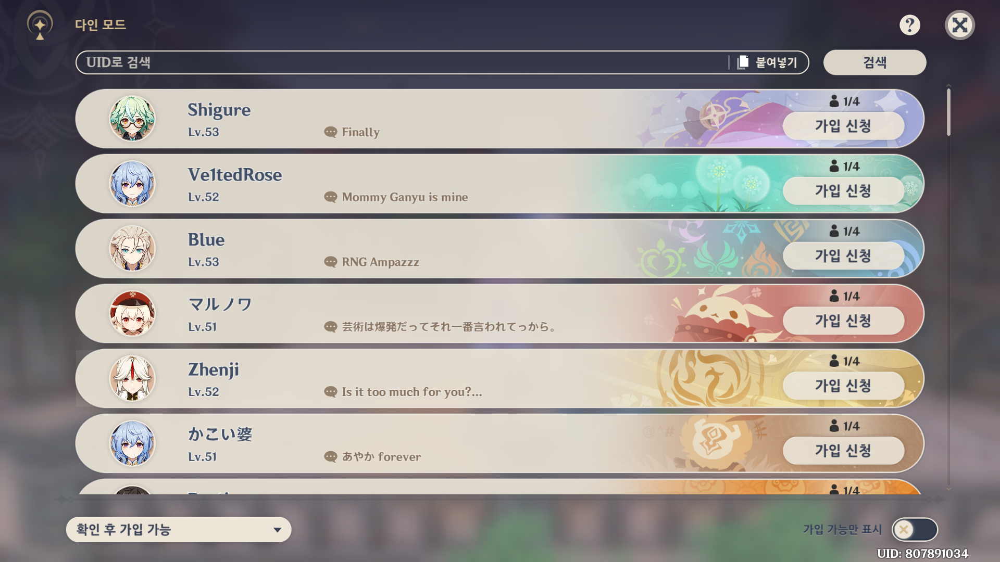 다인 모드
UID로 검색
붙여넣기
검색
Shigure
Lv.53
Finally
1/4
가입 신청
Ve1tedRose
Lv.52
Mommy Ganyu is mine
1/4
가입 신청
Blue
Lv.53
RNG Ampazzz
1/4
가입 신청
マルノワ
Lv.51
芸術は爆発だってそれ一番言われてっから。
1/4
가입 신청
Zhenji
Lv.52
Is it too much for you?...
1/4
가입 신청
かこい婆
Lv.51
あやか forever
1/4
가입 신청
1/4
확인 후 가입 가능
가입 가능만 표시
UID: 807891034